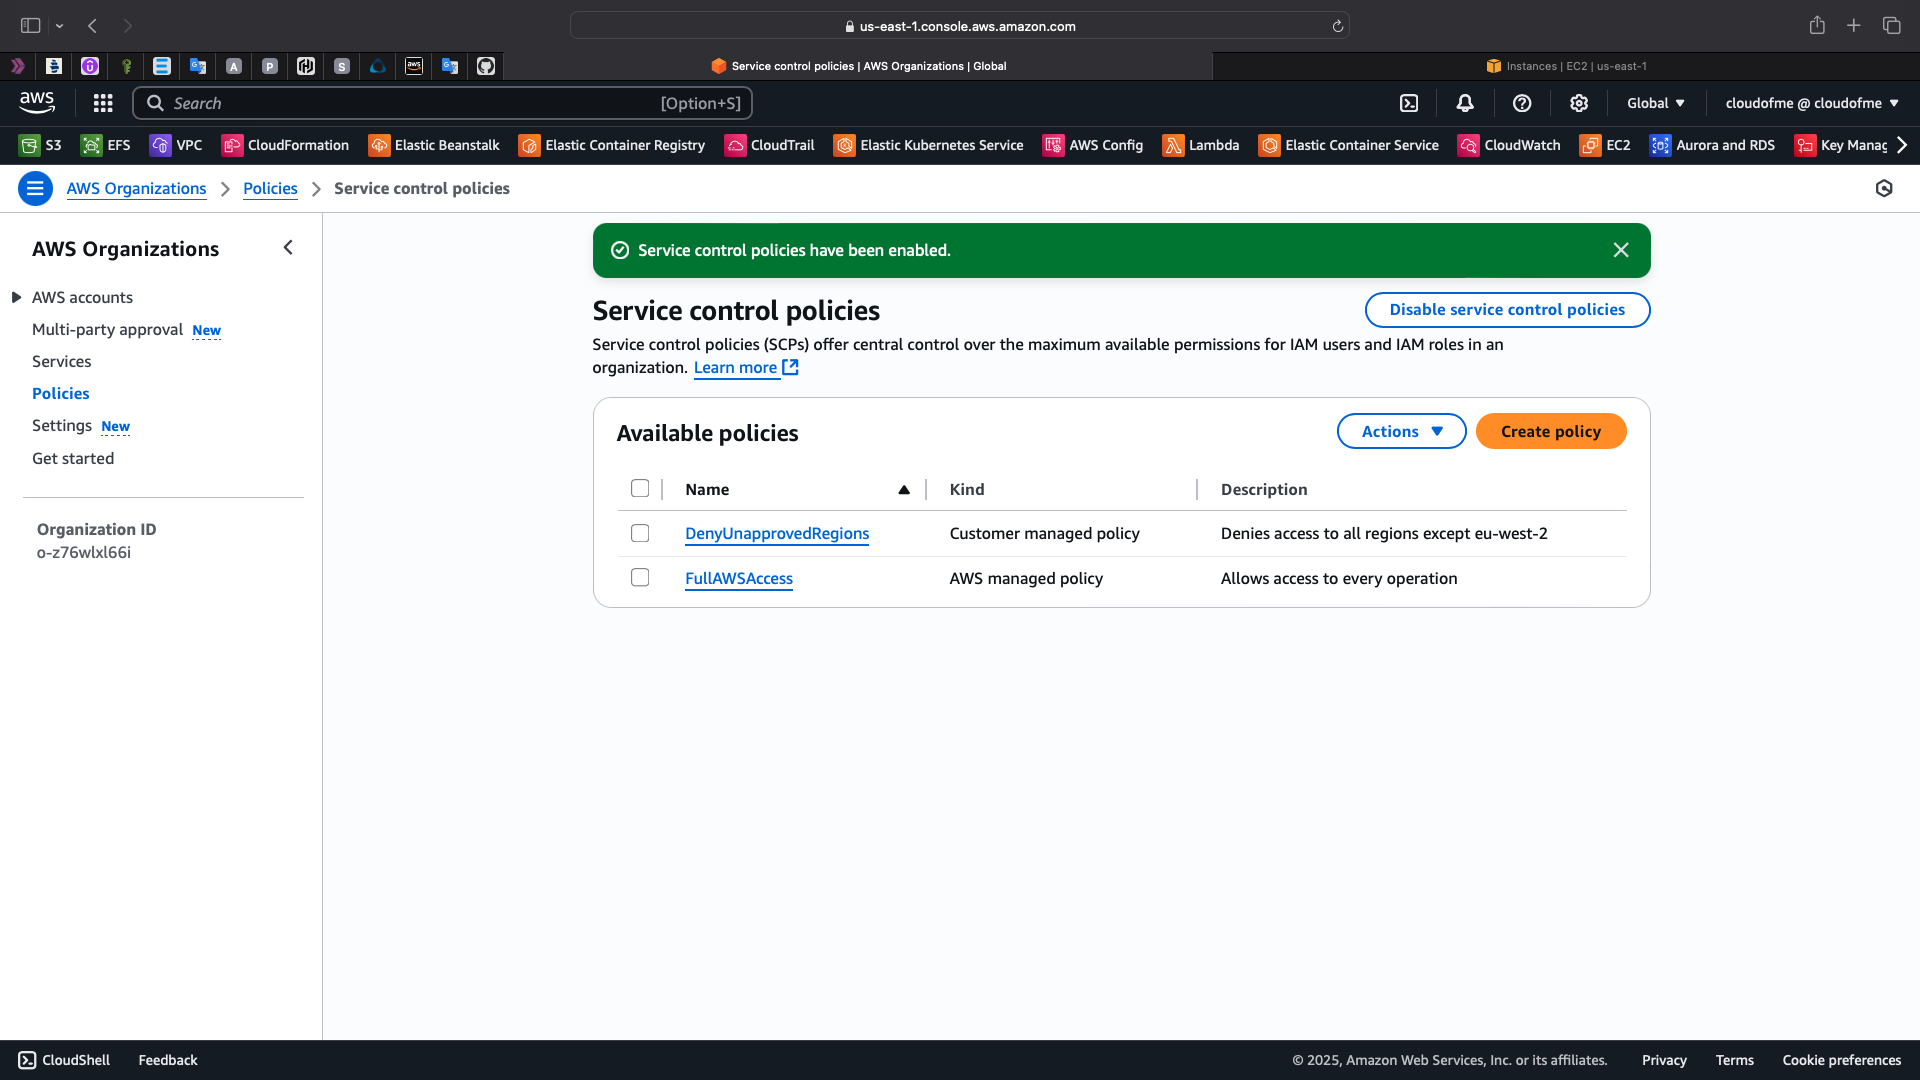 us-east-1.console.aws.amazon.com
A
P
S
aws
Service control policies | AWS Organizations | Global
Instances | EC2 | us-east-1
aws
Search
[Option+S]
Global
cloudofme @ cloudofme
S3
EFS
VPC
CloudFormation
Elastic Beanstalk
Elastic Container Registry
CloudTrail
Elastic Kubernetes Service
AWS Config
Lambda
Elastic Container Service
CloudWatch
EC2
Aurora and RDS
Key Manag
AWS Organizations
Policies
Service control policies
AWS Organizations
AWS accounts
Multi-party approval New
Services
Policies
Settings New
Get started
Organization ID
o-z76wlxl66i
Service control policies have been enabled.
Service control policies
Disable service control policies
Service control policies (SCPs) offer central control over the maximum available permissions for IAM users and IAM roles in an
organization. Learn more
Available policies
Actions
Create policy
Name
Kind
Description
DenyUnapprovedRegions
Customer managed policy
Denies access to all regions except eu-west-2
FullAWSAccess
AWS managed policy
Allows access to every operation
CloudShell
Feedback
© 2025, Amazon Web Services, Inc. or its affiliates.
Privacy
Terms
Cookie preferences